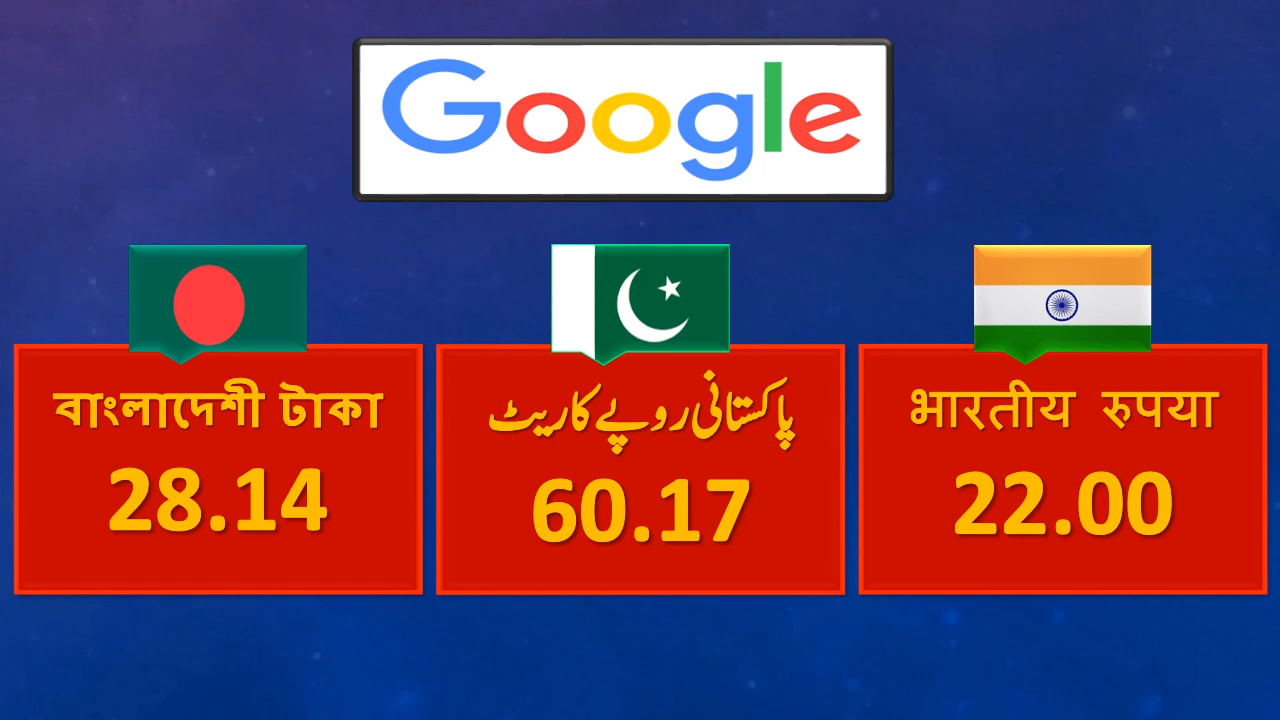 Google
বাংলাদেশী টাকা
28.14
پاکستانی روپے کا ریٹ
60.17
भारतीय रुपया
22.00